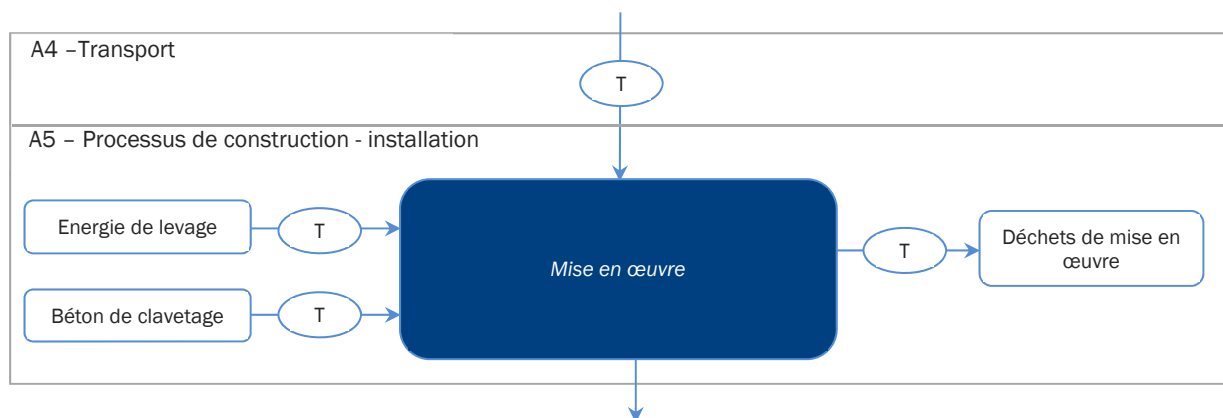 A4 –Transport
T
A5 – Processus de construction - installation
Energie de levage
T
Mise en œuvre
T
Déchets de mise en
œuvre
Béton de clavetage
T